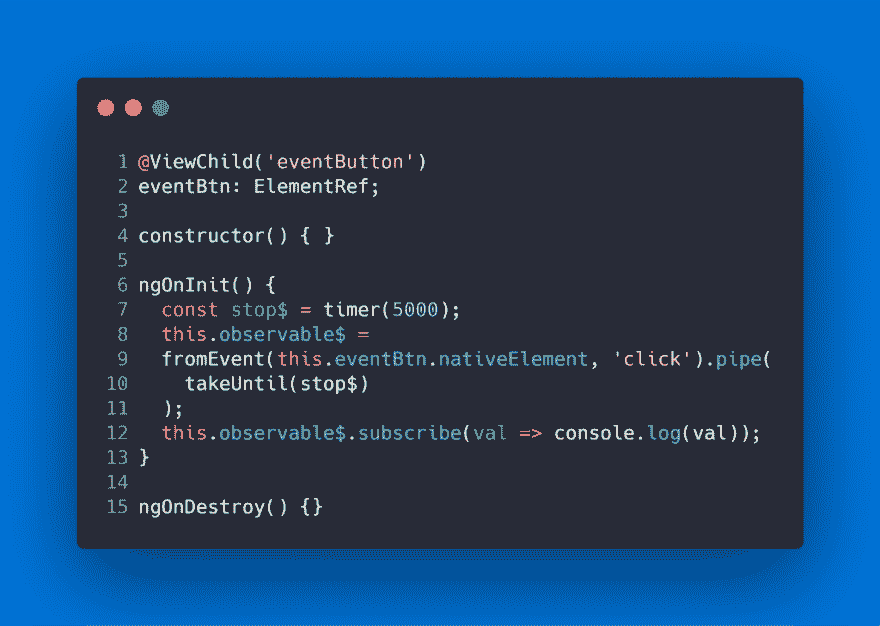 1 @ViewChild('eventButton')
2 eventBtn: ElementRef;
3
4 constructor() { }
5
6 ngOnInit() {
7   const stop$ = timer(5000);
8   this.observable$ =
9   fromEvent(this.eventBtn.nativeElement, 'click').pipe(
10     takeUntil(stop$)
11   );
12   this.observable$.subscribe(val => console.log(val));
13 }
14
15 ngOnDestroy() {}